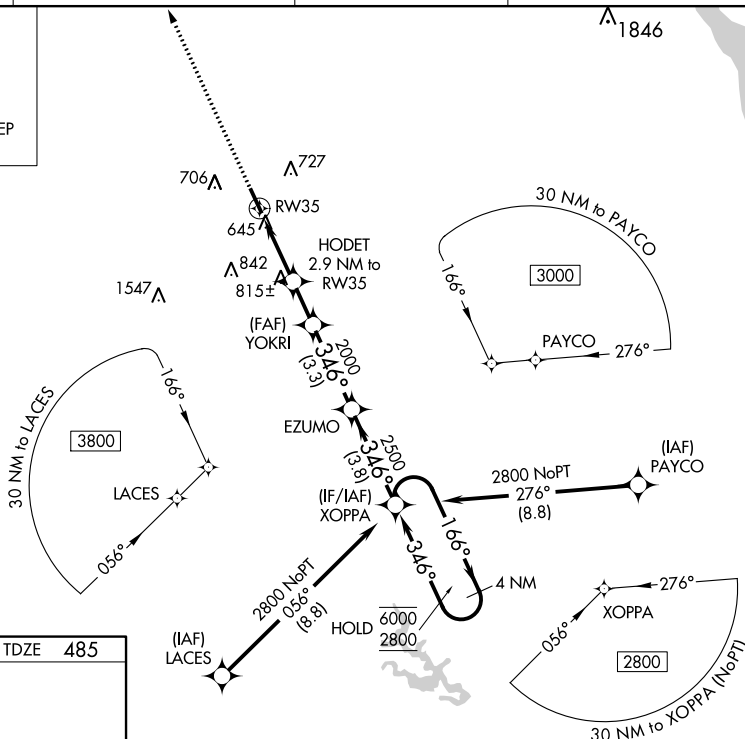 1846
EP
706
727
RW35
645
HODET
2.9 NM to
RW35
842
815±
1547
(FAF)
YOKRI
346°
2000
(3.3)
EZUMO
346°
2500
(3.8)
(IF/IAF)
XOPPA
30 NM to PAYCO
3000
166°
PAYCO
276°
30 NM to LACES
3800
166°
LACES
056°
(IAF)
PAYCO
2800 NoPT
276°
(8.8)
166°
346°
4 NM
HOLD
6000
2800
2800 NoPT
056°
(8.8)
(IAF)
LACES
276°
XOPPA
056°
2800
30 NM to XOPPA (NoPT)
TDZE 485